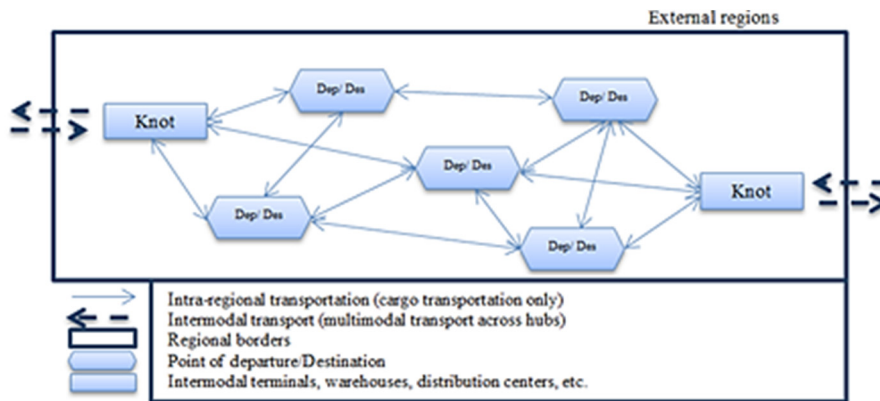 External regions
Dep/ Des
Dep/ Des
Knot
Dep/ Des
Knot
Dep/ Des
Dep/ Des
Intra-regional transportation (cargo transportation only)
Intermodal transport (multimodal transport across hubs)
Regional borders
Point of departure/Destination
Intermodal terminals, warehouses, distribution centers, etc.